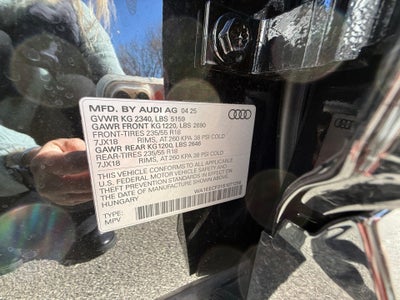 MFD. BY AUDI AG 04 25
GVWR KG 2340, LBS 5159
GAWR FRONT KG 1220, LBS 2690
FRONT-TIRES 235/55 R18
7JX18 RIMS, AT 260 KPA 38 PSI COLD
GAWR REAR KG 1200, LBS 2646
REAR-TIRES 235/55 R18
7JX18 RIMS, AT 260 KPA 38 PSI COLD
THIS VEHICLE CONFORMS TO ALL APPLICABLE
U.S. FEDERAL MOTOR VEHICLE SAFETY AND
THEFT PREVENTION STANDARDS IN EFFECT ON
THE DATE OF MANUFACTURE SHOWN ABOVE.
HUNGARY
TYPE:
MPV